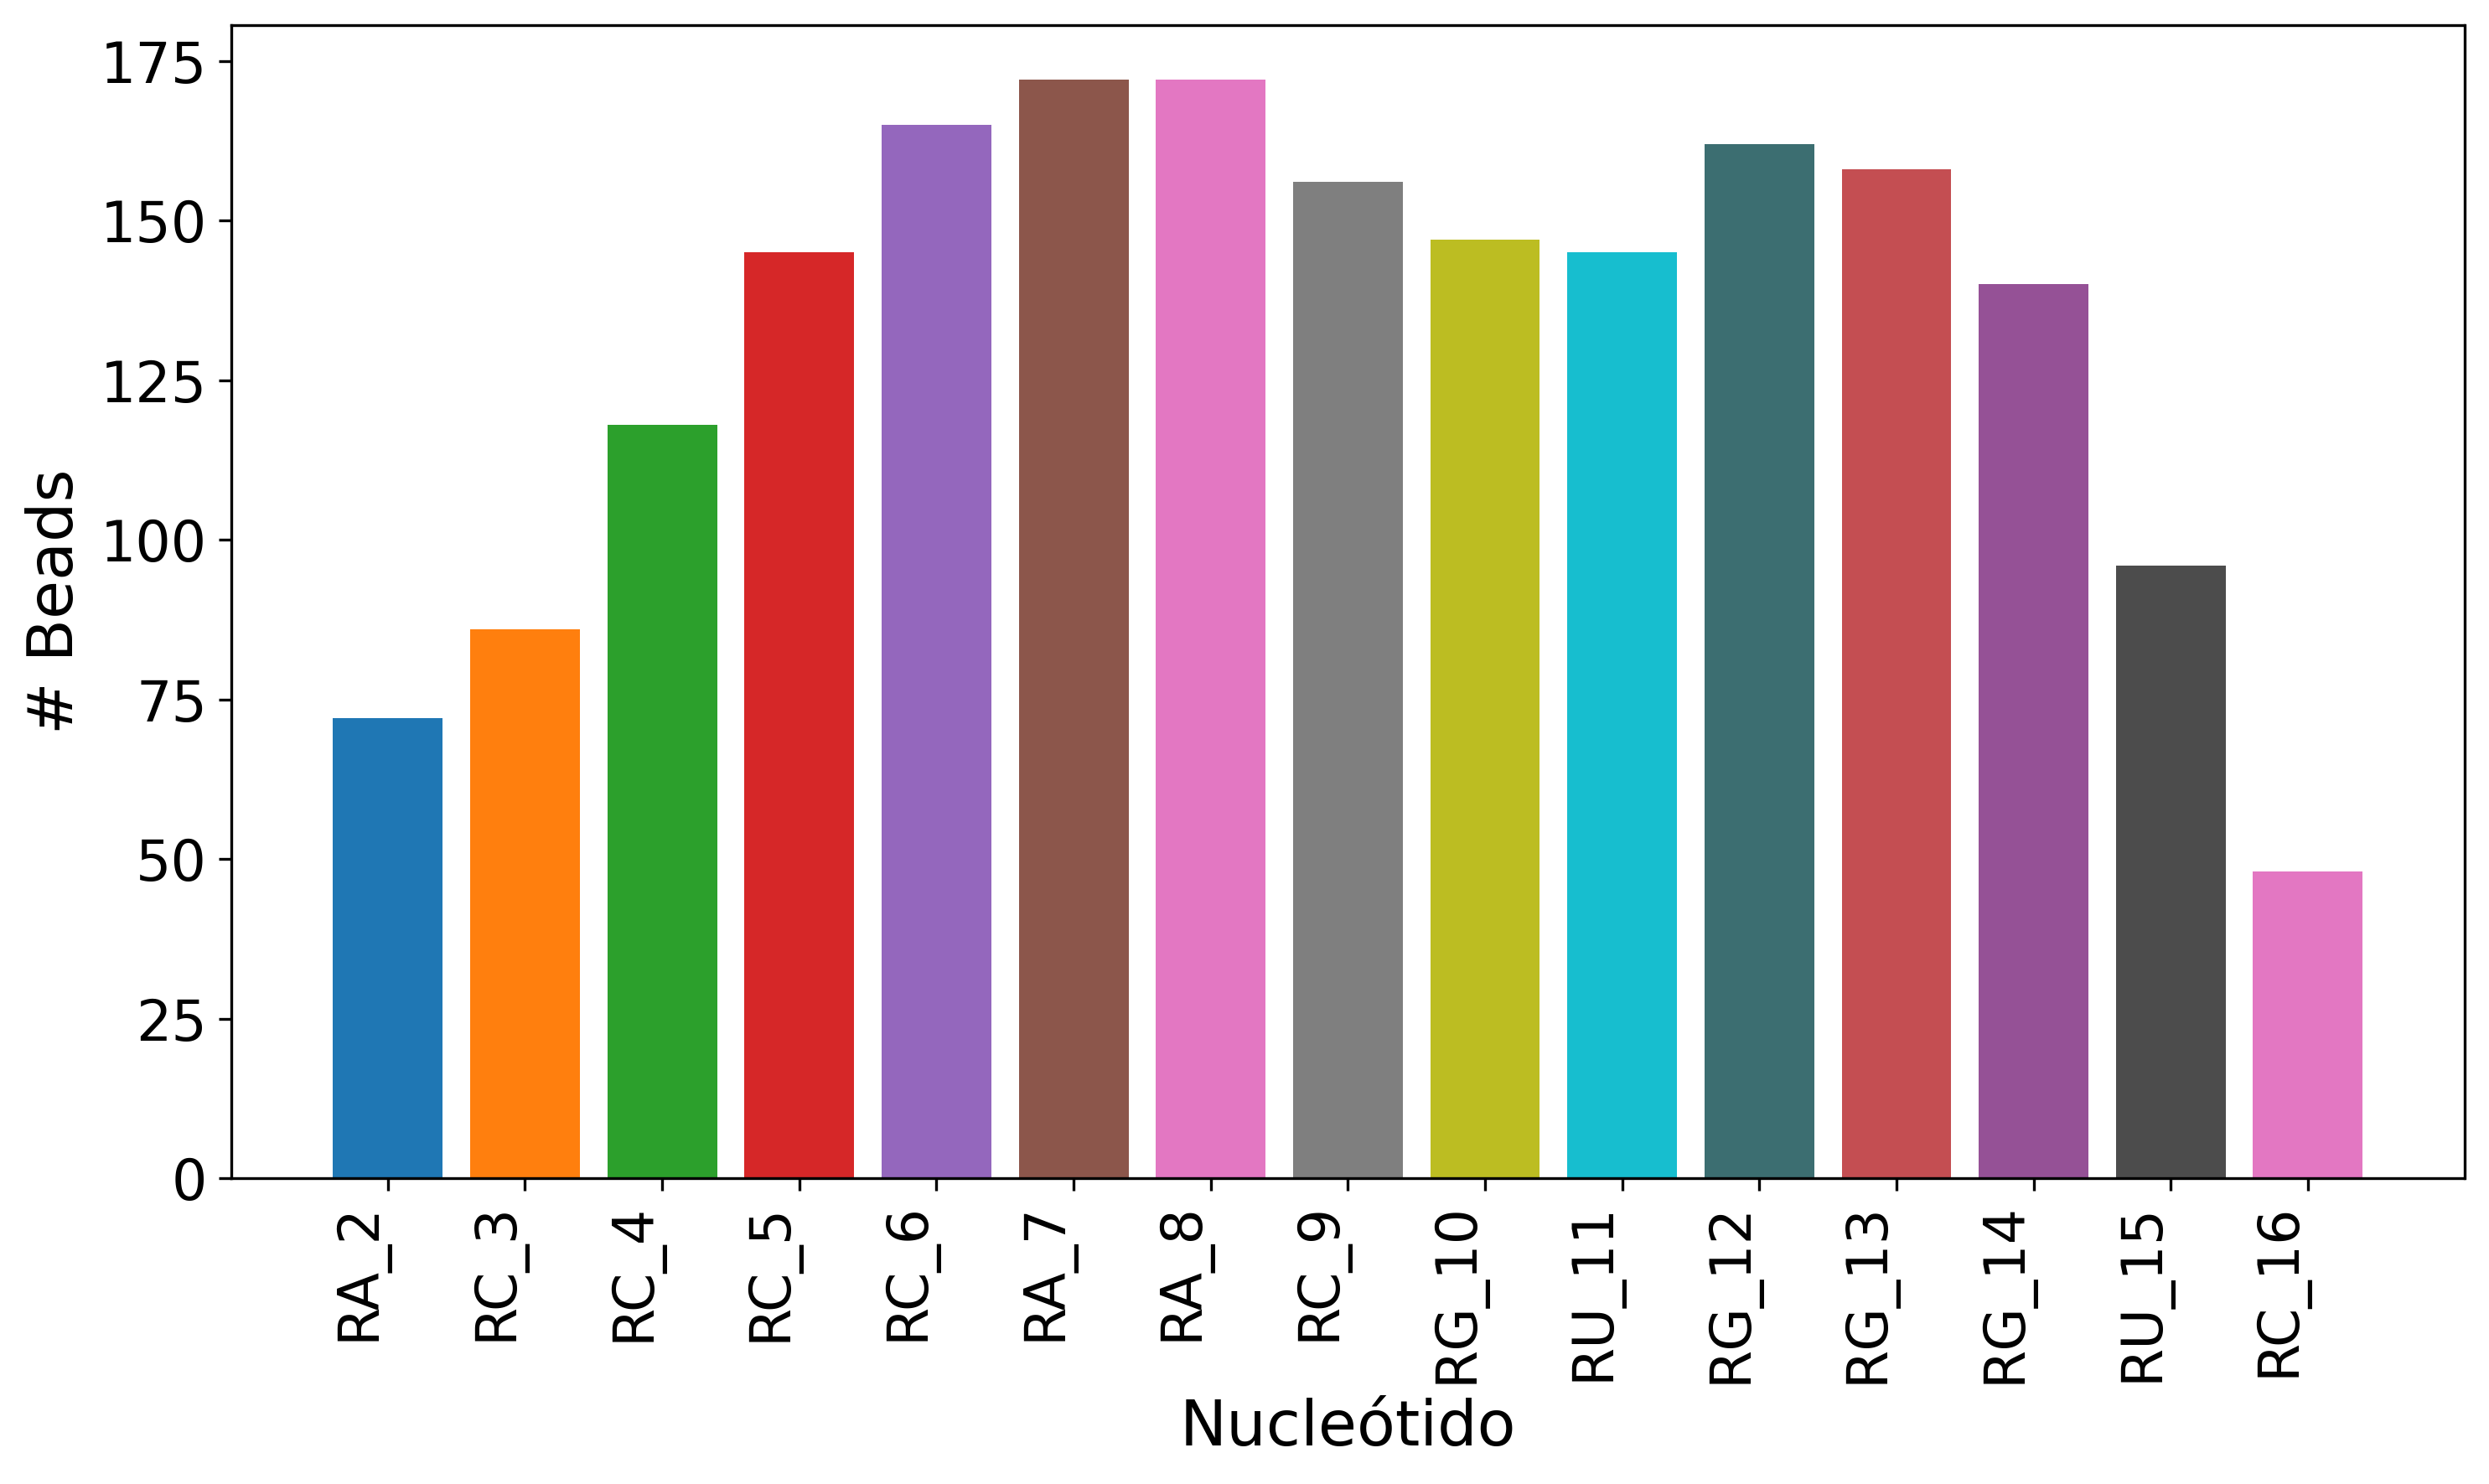 175
150
125
100
75
50
25
0
# Beads
RA_2
RC_3
RC_4
RC_5
RC_6
RA_7
RA_8
RC_9
RG_10
RU_11
RG_12
RG_13
RG_14
RU_15
RC_16
Nucleótido